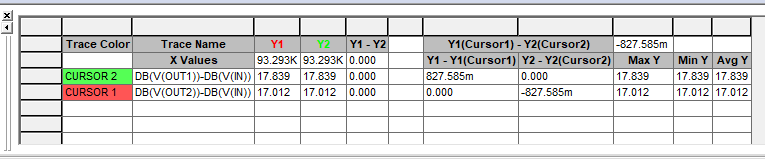 Trace Color Trace Name Y1 Y2 Y1 - Y2 Y1(Cursor1) - Y2(Cursor2) -827.585m
X Values 93.293K 93.293K 0.000 Y1 - Y1(Cursor1) Y2 - Y2(Cursor2) Max Y Min Y Avg Y
CURSOR 2 DB(V(OUT1))-DB(V(IN)) 17.839 17.839 0.000 827.585m 0.000 17.839 17.839 17.839
CURSOR 1 DB(V(OUT2))-DB(V(IN)) 17.012 17.012 0.000 0.000 -827.585m 17.012 17.012 17.012